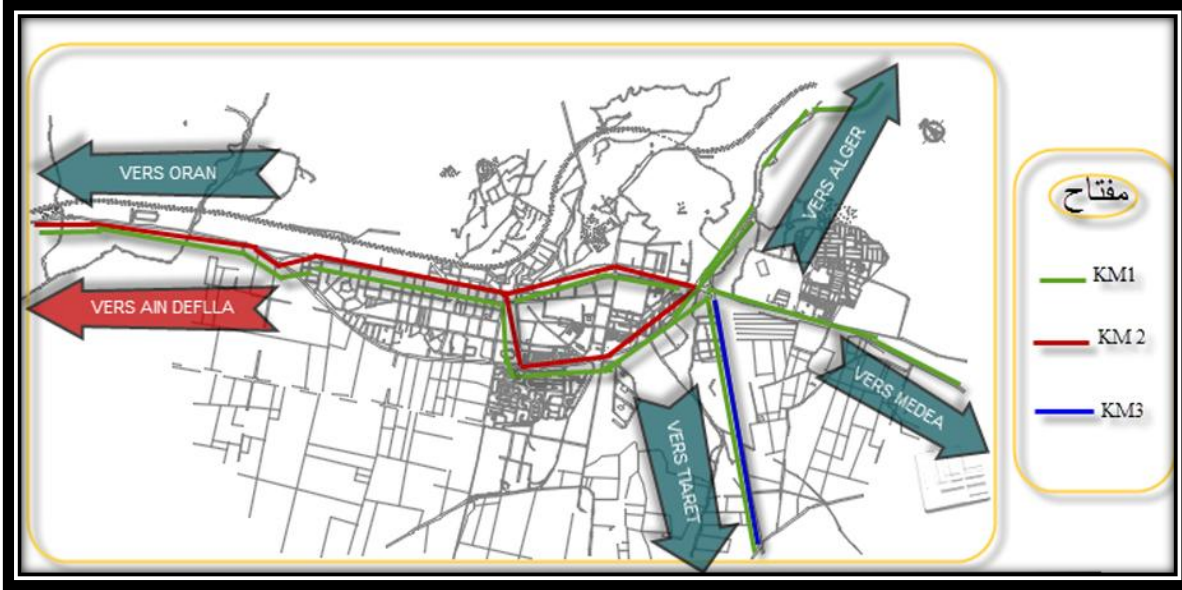 VERS ORAN
VERS AIN DEFLLA
VERS ALGER
VERS MEDEA
VERS TIARET
مفتاح
KM1
KM 2
KM3